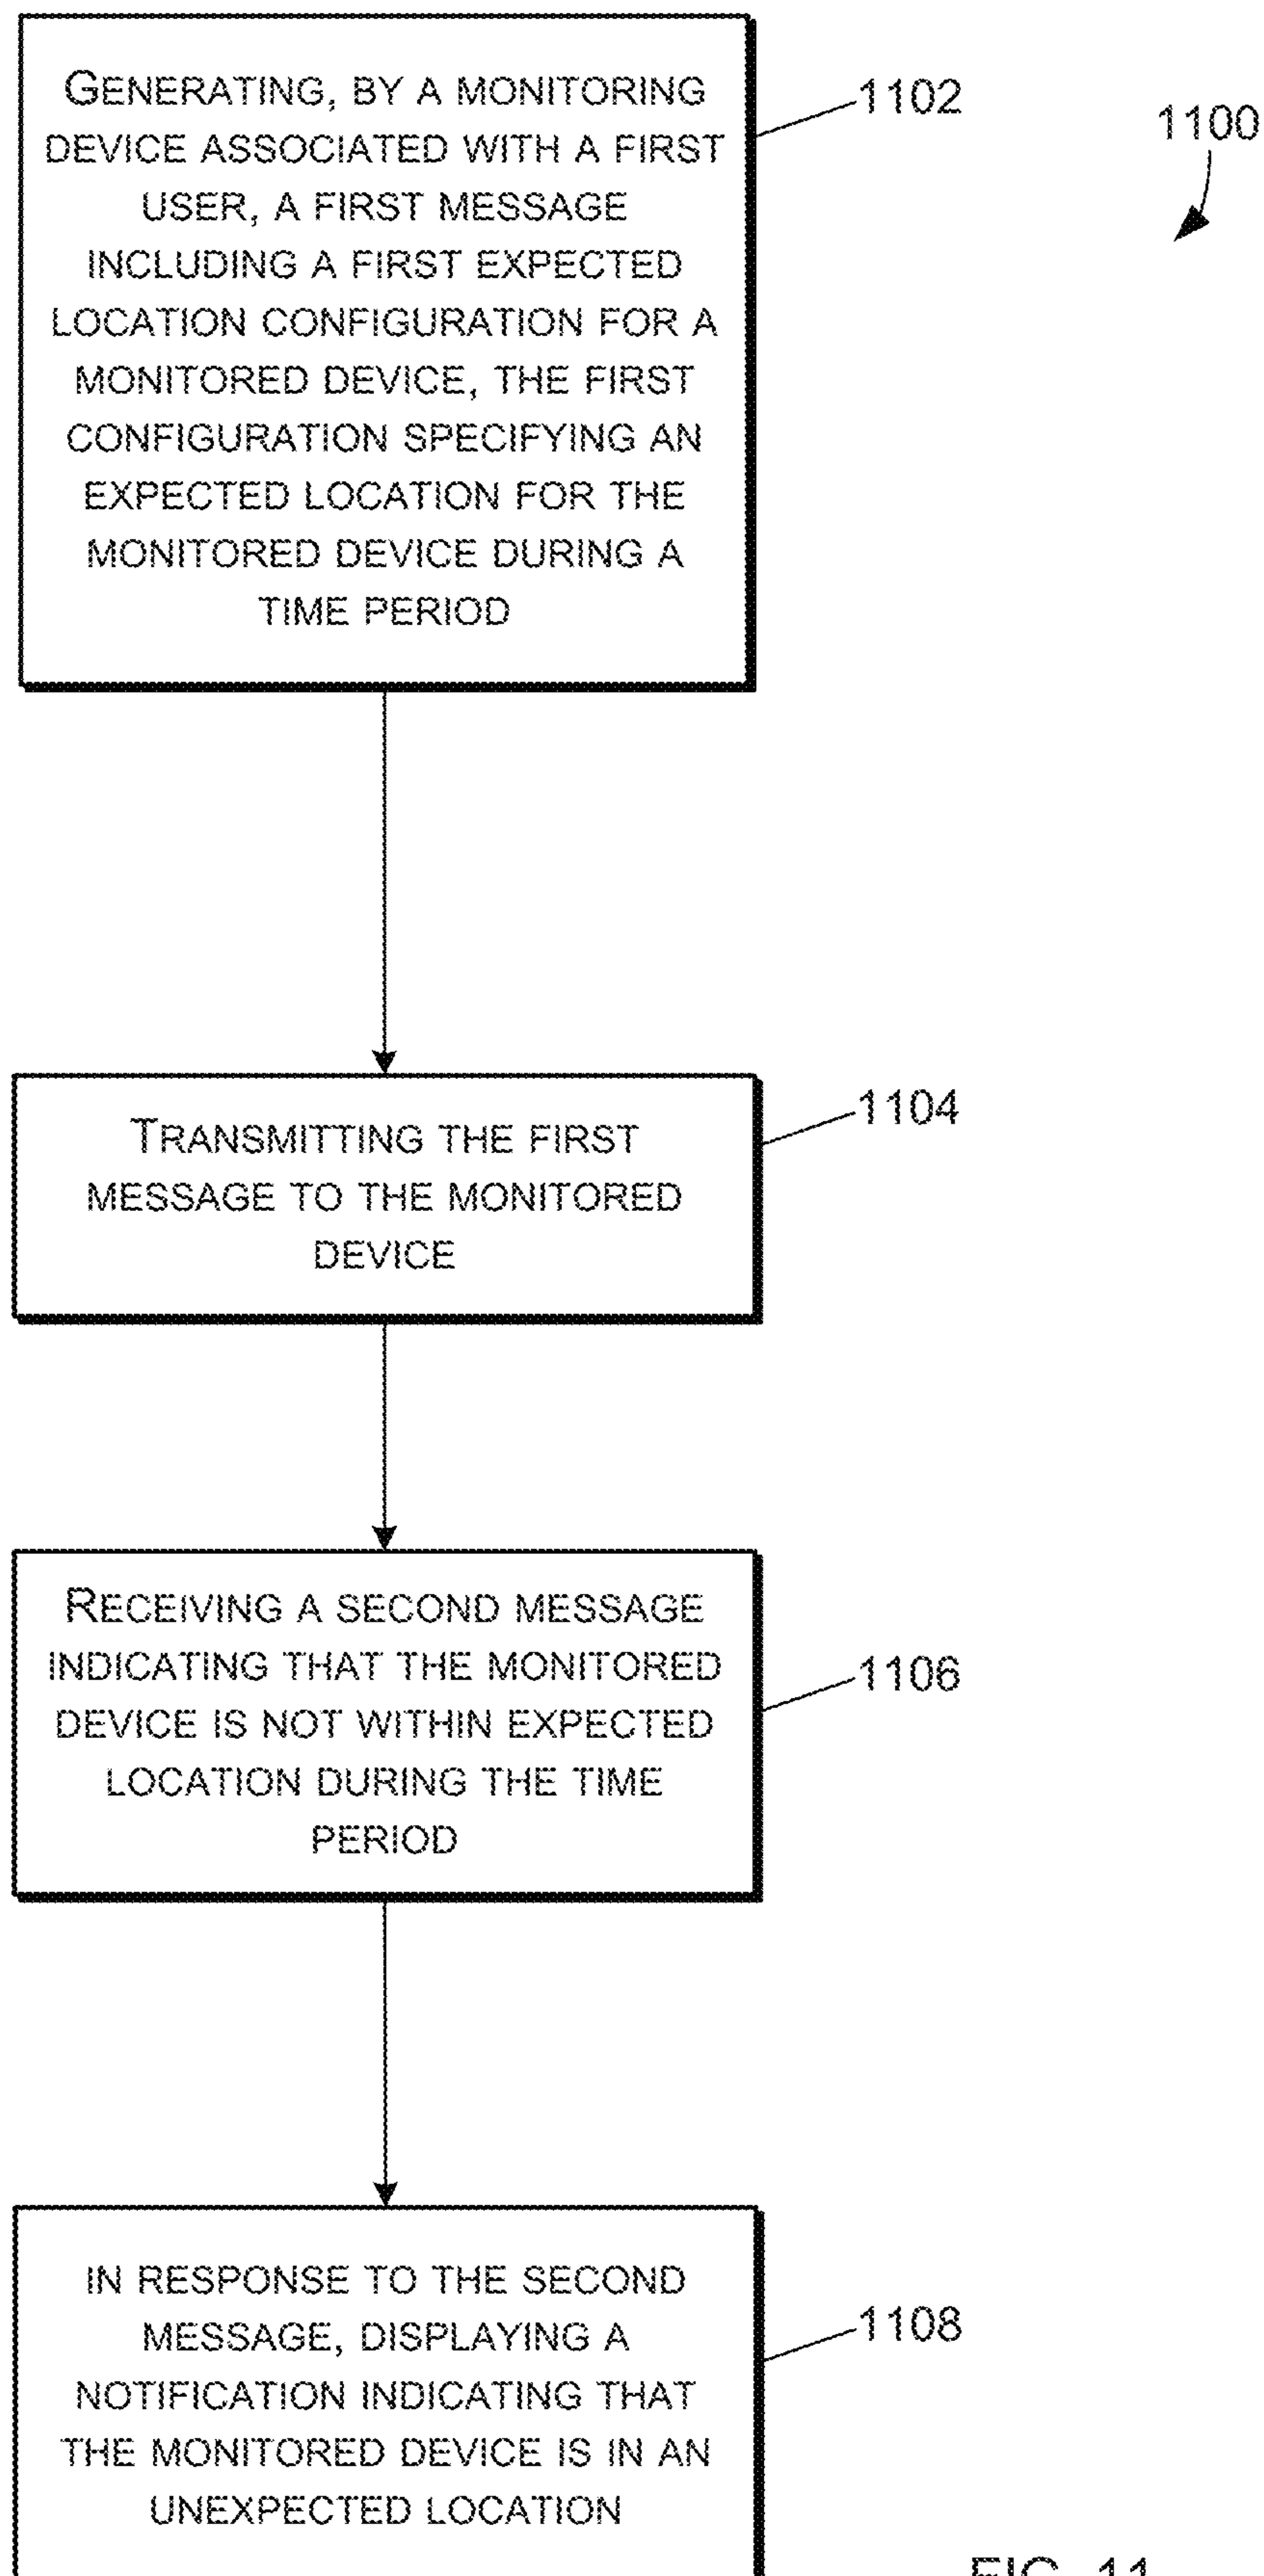 GENERATING, BY A MONITORING
DEVICE ASSOCIATED WITH A FIRST
USER, A FIRST MESSAGE
INCLUDING A FIRST EXPECTED
LOCATION CONFIGURATION FOR A
MONITORED DEVICE, THE FIRST
CONFIGURATION SPECIFYING AN
EXPECTED LOCATION FOR THE
MONITORED DEVICE DURING A
TIME PERIOD
1102
1100
TRANSMITTING THE FIRST
MESSAGE TO THE MONITORED
DEVICE
1104
RECEIVING A SECOND MESSAGE
INDICATING THAT THE MONITORED
DEVICE IS NOT WITHIN EXPECTED
LOCATION DURING THE TIME
PERIOD
1106
IN RESPONSE TO THE SECOND
MESSAGE, DISPLAYING A
NOTIFICATION INDICATING THAT
THE MONITORED DEVICE IS IN AN
UNEXPECTED LOCATION
1108
FIG. 11